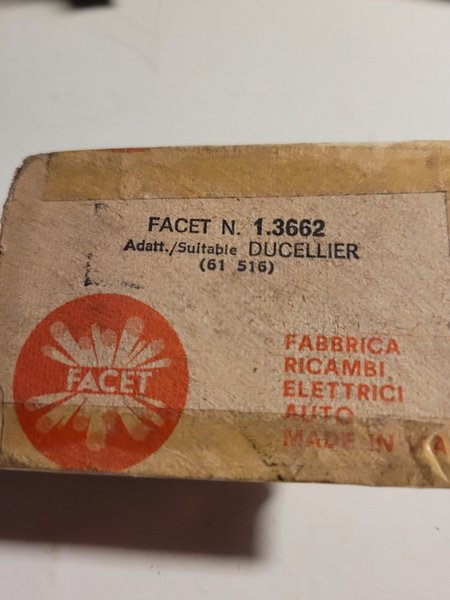 FACET N. 1.3662
Adatt./Suitable DUCELLIER
(61 516)
FACET
FABBRICA
RICAMBI
ELETTRICI
AUTO
MADE IN